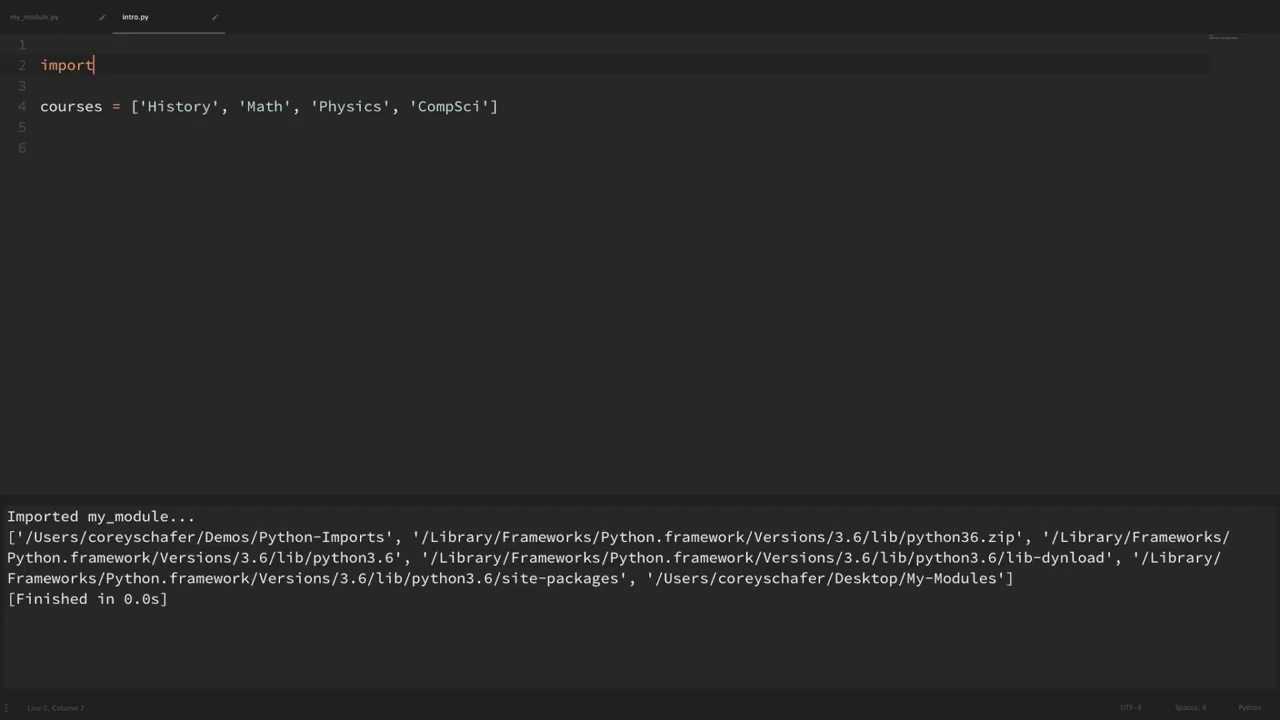 my_module.py
intro.py
1
2 import
3
4 courses = ['History', 'Math', 'Physics', 'CompSci']
5
6
Imported my_module...
['/Users/coreyschafer/Demos/Python-Imports', '/Library/Frameworks/Python.framework/Versions/3.6/lib/python36.zip', '/Library/Frameworks/
Python.framework/Versions/3.6/lib/python3.6', '/Library/Frameworks/Python.framework/Versions/3.6/lib/python3.6/lib-dynload', '/Library/
Frameworks/Python.framework/Versions/3.6/lib/python3.6/site-packages', '/Users/coreyschafer/Desktop/My-Modules']
[Finished in 0.0s]
Line 2, Column 7
UTF-8
Spaces: 4
Python